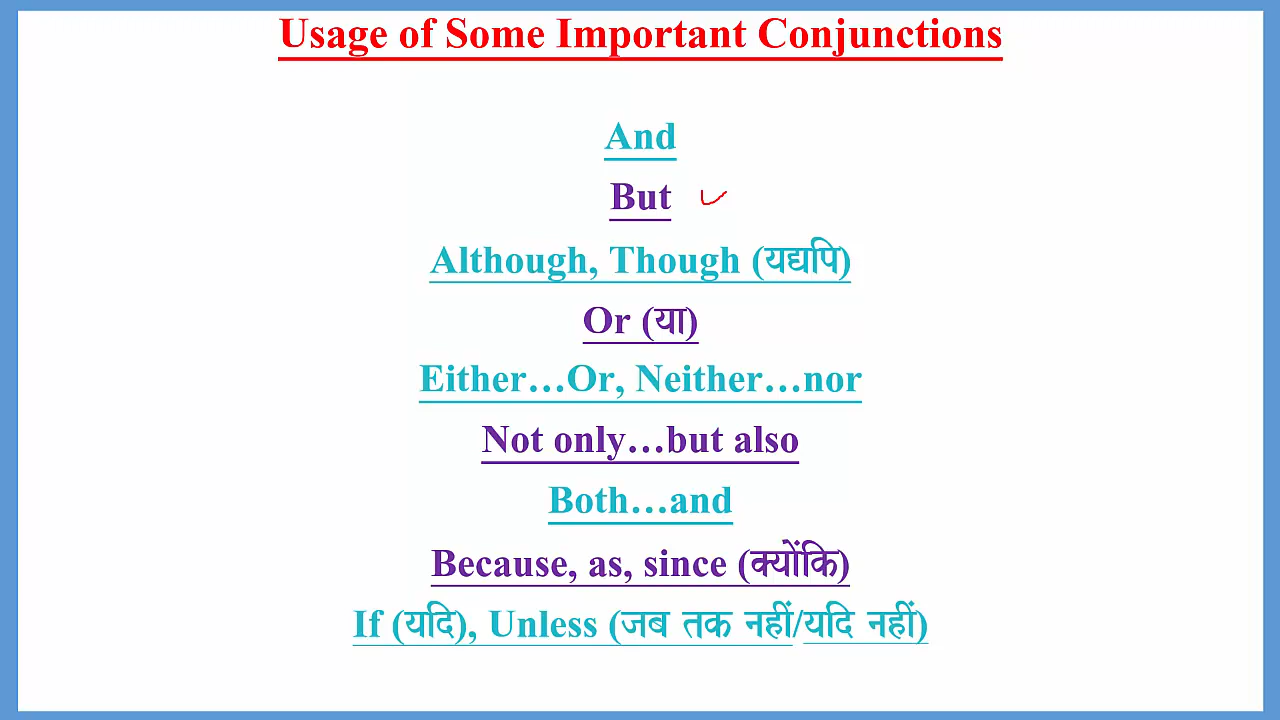 Usage of Some Important Conjunctions
And
But
Although, Though (यद्यपि)
Or (या)
Either…Or, Neither…nor
Not only…but also
Both…and
Because, as, since (क्योंकि)
If (यदि), Unless (जब तक नहीं/यदि नहीं)